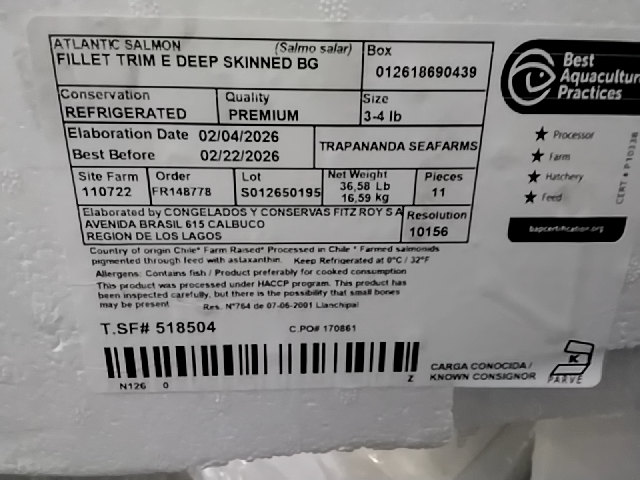 ATLANTIC SALMON (Salmo salar)
FILLET TRIM E DEEP SKINNED BG
Box
012618690439
Conservation
REFRIGERATED
Quality
PREMIUM
Size
3-4 lb
Elaboration Date 02/04/2026
Best Before 02/22/2026
TRAPANANDA SEAFARMS
Site Farm
110722
Order
FR148778
Lot
S012650195
Net Weight
36,58 Lb
16,59 kg
Pieces
11
Elaborated by CONGELADOS Y CONSERVAS FITZ ROY S A
AVENIDA BRASIL 615 CALBUCO
REGION DE LOS LAGOS
Resolution
10156
Country of origin Chile* Farm Raised* Processed in Chile * Farmed salmonids
pigmented through feed with astaxanthin. Keep Refrigerated at 0°C / 32°F
Allergens: Contains fish / Product preferably for cooked consumption
This product was processed under HACCP program. This product has
been inspected carefully, but there is the possibility that small bones
may be present Res. N°764 de 07-06-2001 Llanchipal
T.SF# 518504
C.PO# 170861
N126 0 Z
CARGA CONOCIDA /
KNOWN CONSIGNOR
K
PARVE
Best
Aquaculture
Practices
Processor
Farm
Hatchery
Feed
bapcertification.org
CERT # P10338